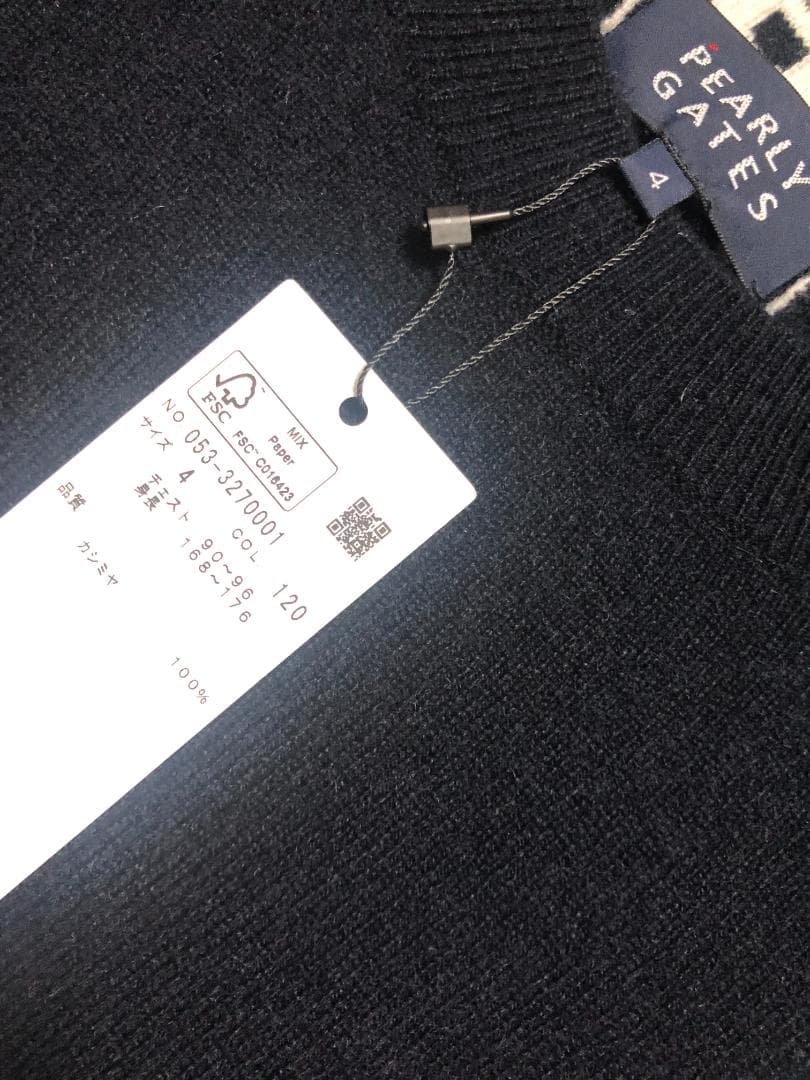 PEARLY
GATES
4
FSC
MIX
Paper
FSC™ C016423
NO 053-3270001
サイズ 4 COL 120
チェスト 90~96
身長 168~176
品質 カシミヤ 100%